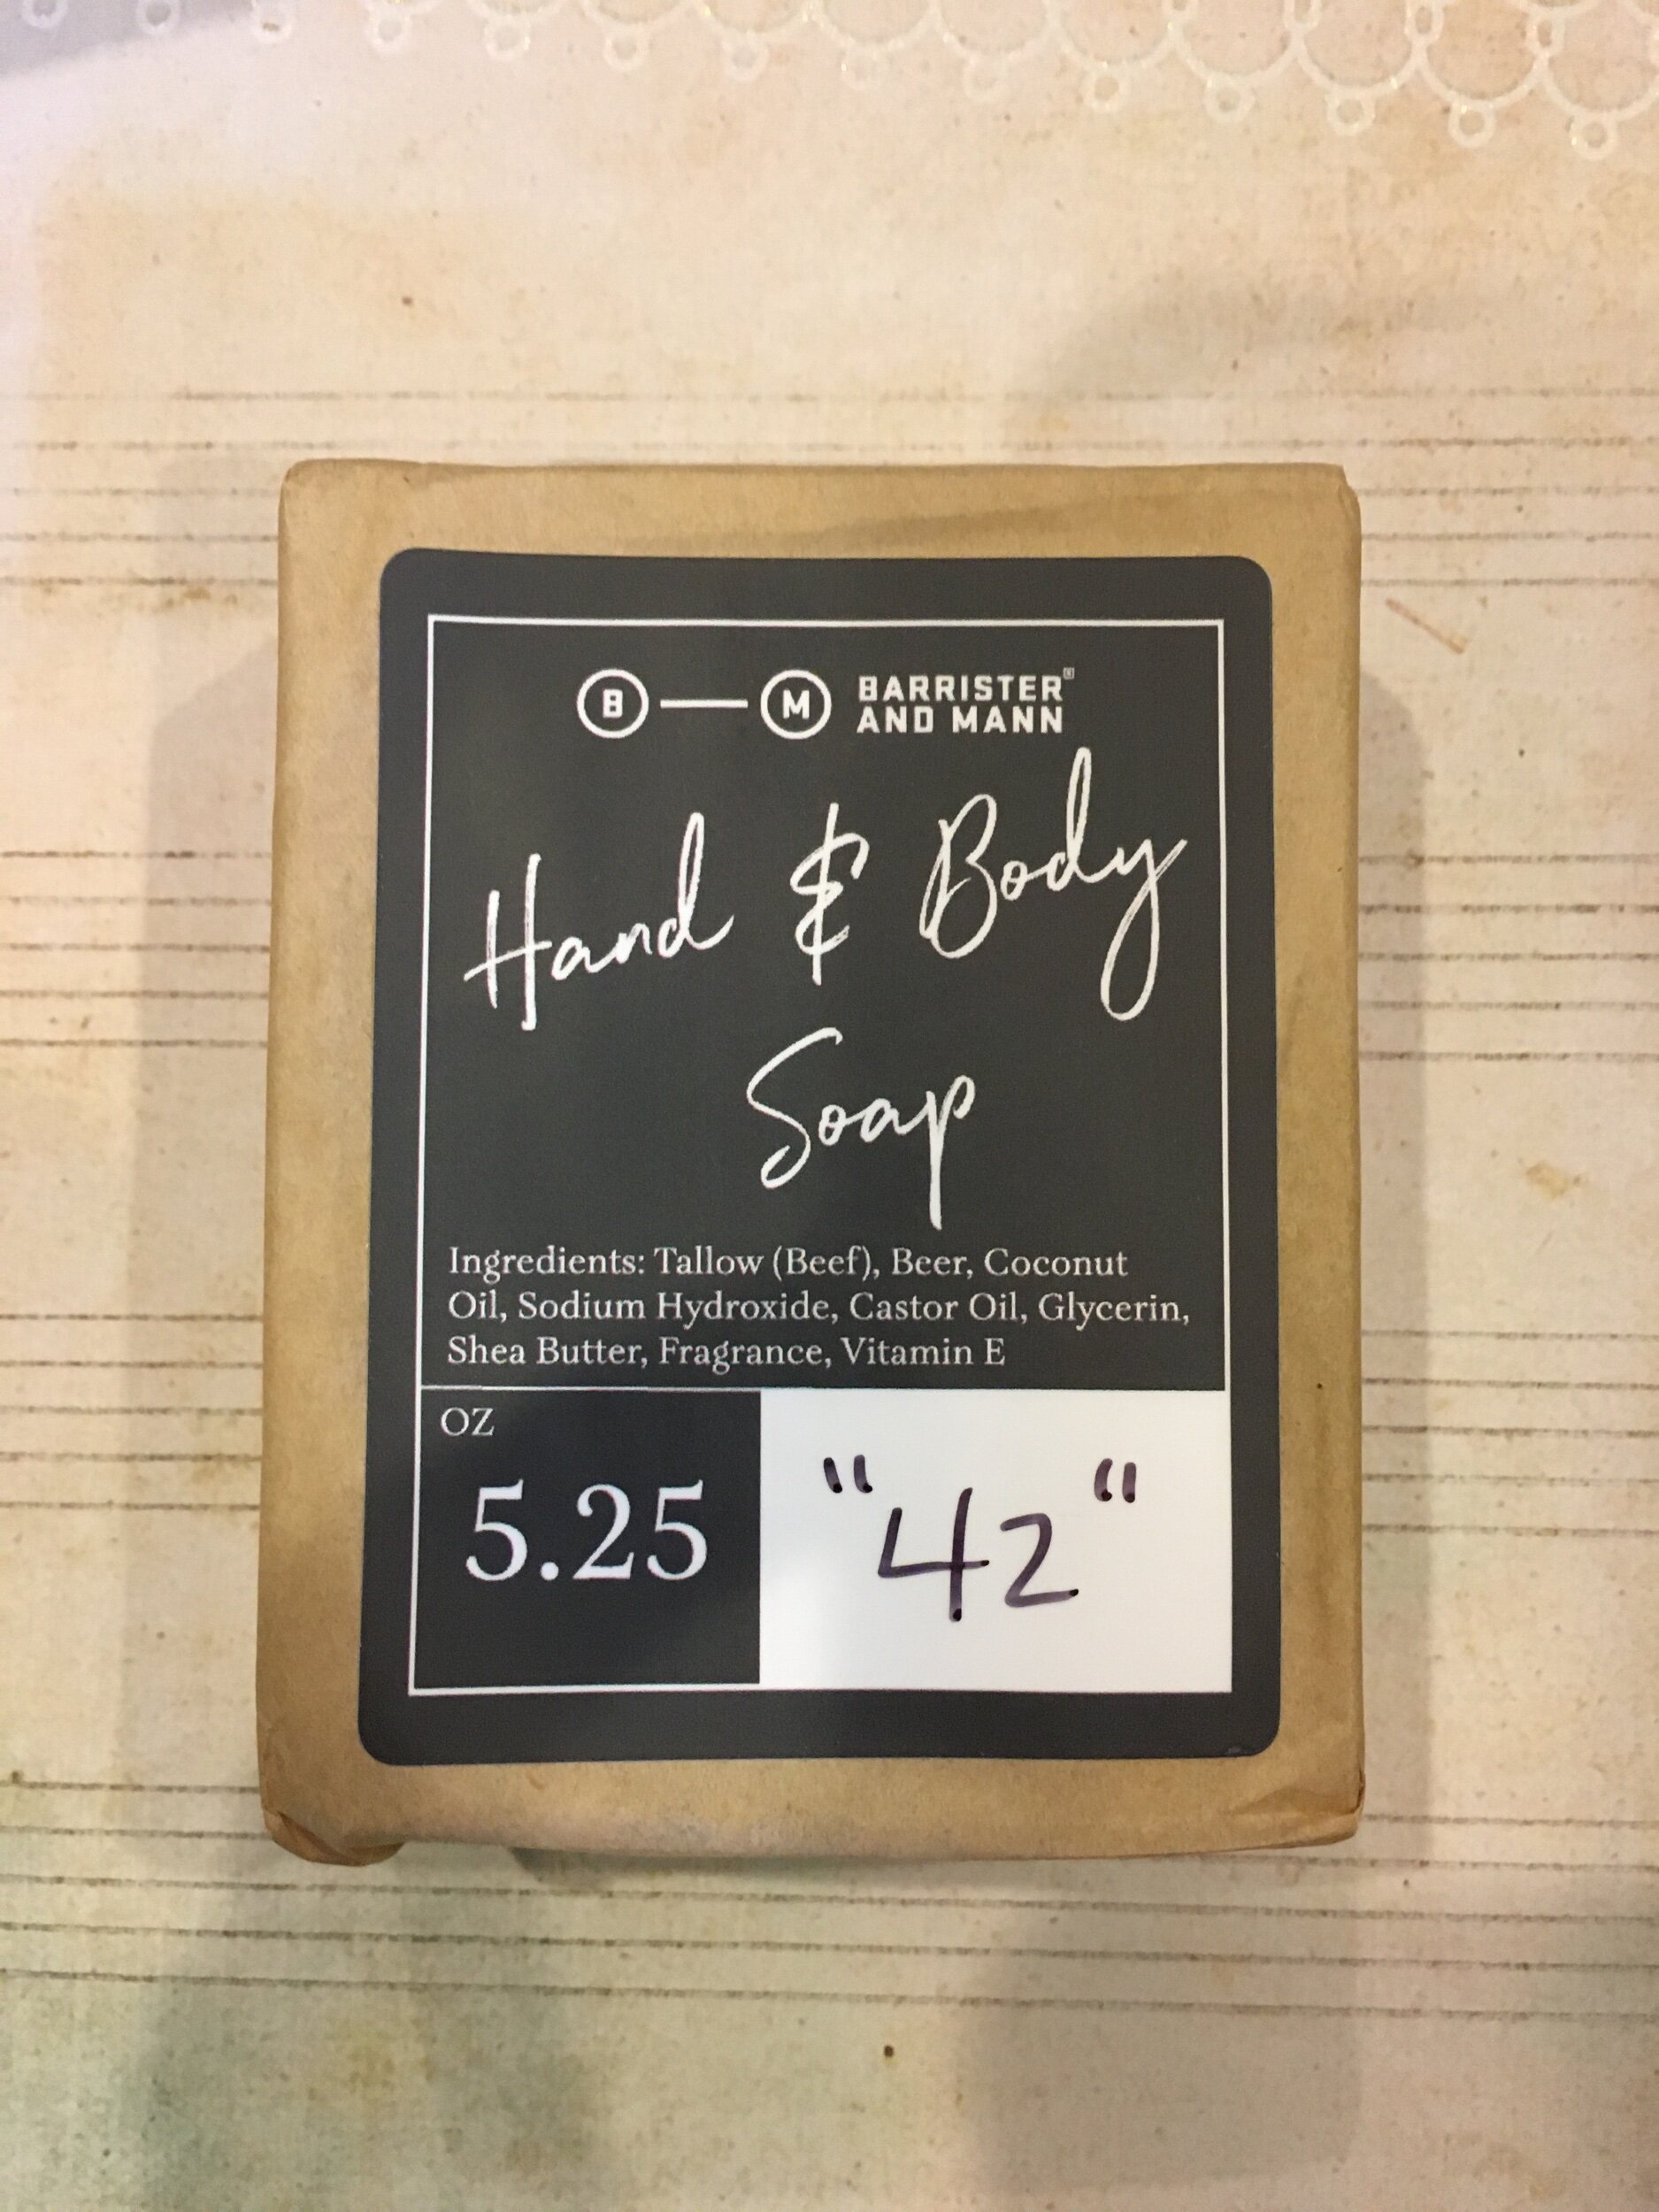 B M BARRISTER®
AND MANN
Hand & Body
Soap
Ingredients: Tallow (Beef), Beer, Coconut
Oil, Sodium Hydroxide, Castor Oil, Glycerin,
Shea Butter, Fragrance, Vitamin E
OZ
5.25
"42"